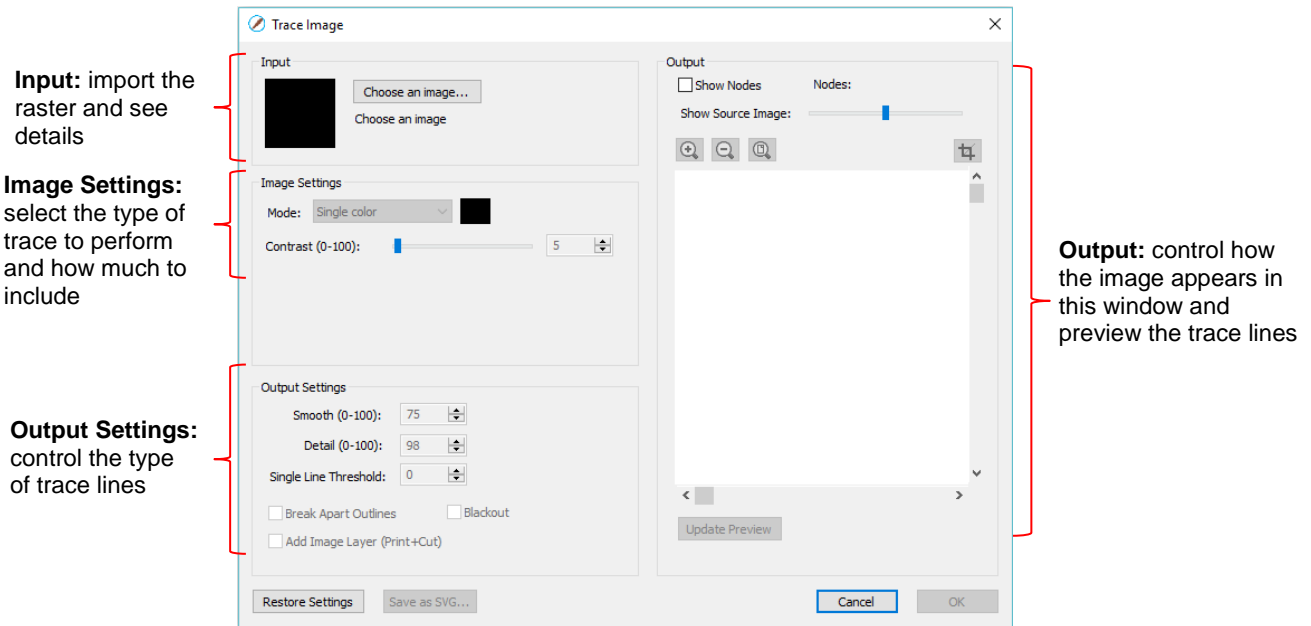 Trace Image
Input: import the
raster and see
details
Image Settings:
select the type of
trace to perform
and how much to
include
Output Settings:
control the type
of trace lines
Input
Choose an image...
Choose an image
Image Settings
Mode: Single color
Contrast (0-100): 5
Output Settings
Smooth (0-100): 75
Detail (0-100): 98
Single Line Threshold: 0
Break Apart Outlines Blackout
Add Image Layer (Print+Cut)
Restore Settings Save as SVG...
Output
Show Nodes Nodes:
Show Source Image:
Update Preview
Cancel OK
Output: control how
the image appears in
this window and
preview the trace lines